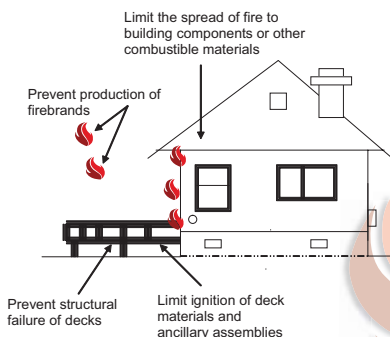 Limit the spread of fire to
building components or other
combustible materials
Prevent production of
firebrands
Prevent structural
failure of decks
Limit ignition of deck
materials and
ancillary assemblies